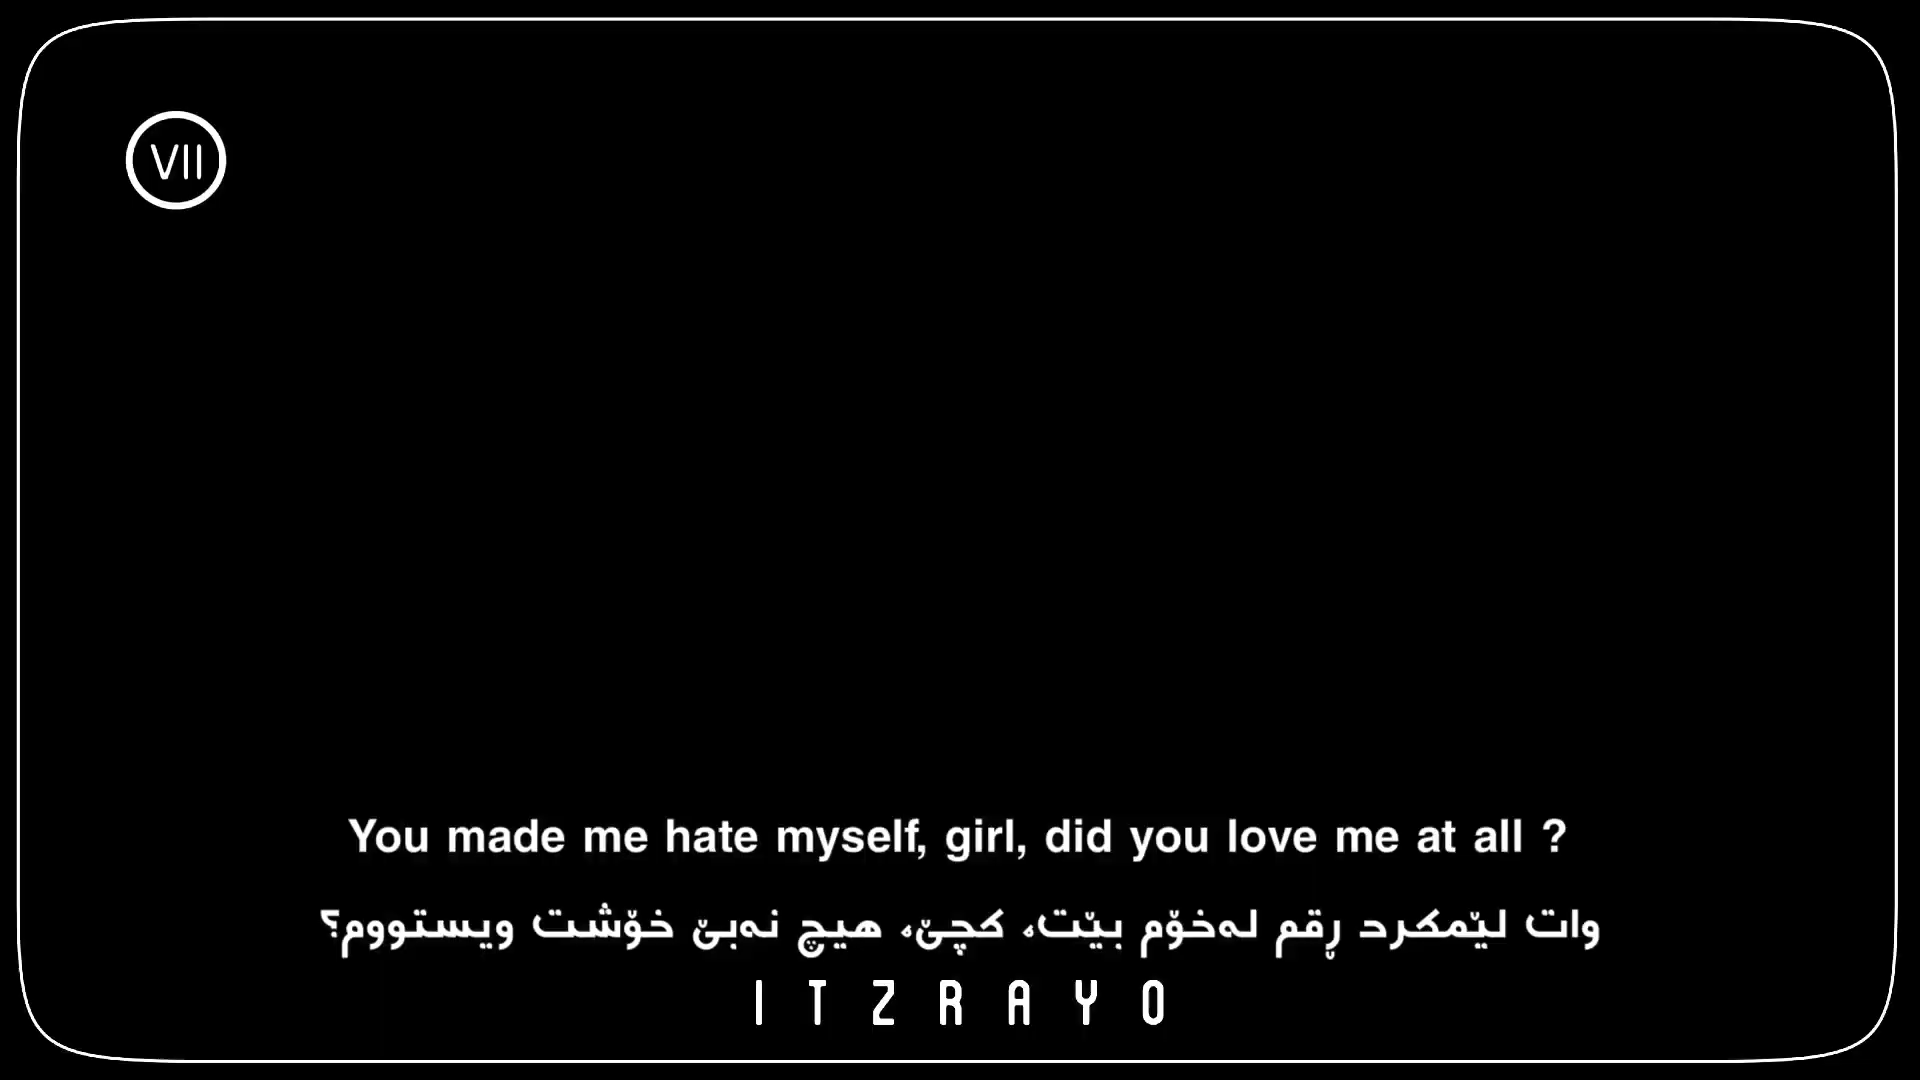 VII
You made me hate myself, girl, did you love me at all ?
وات لێمکرد ڕقم لەخۆم بێت، کچێ، هیچ نەبێ خۆشت ویستووم؟
ITZRAYO